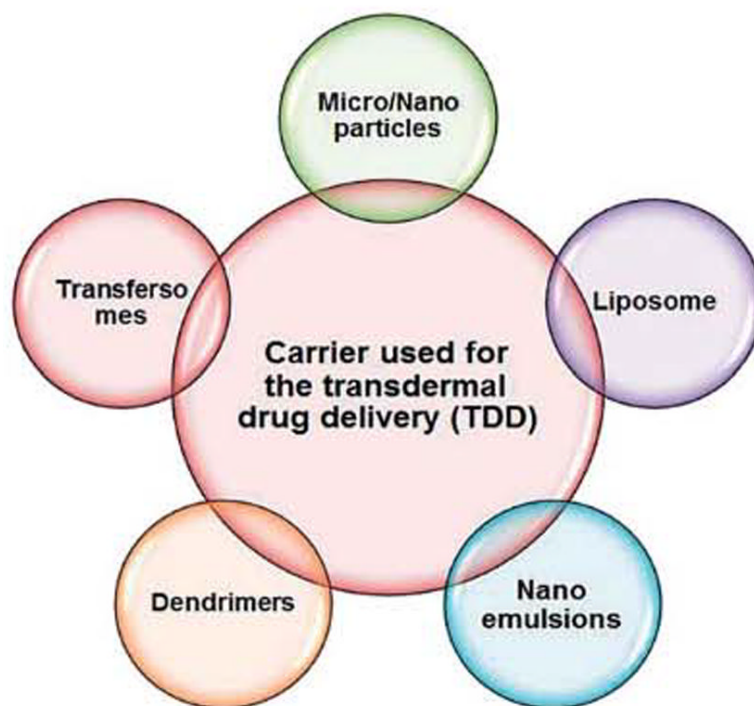 Micro/Nano
particles
Liposome
Nano
emulsions
Dendrimers
Transferso
mes
Carrier used for
the transdermal
drug delivery (TDD)